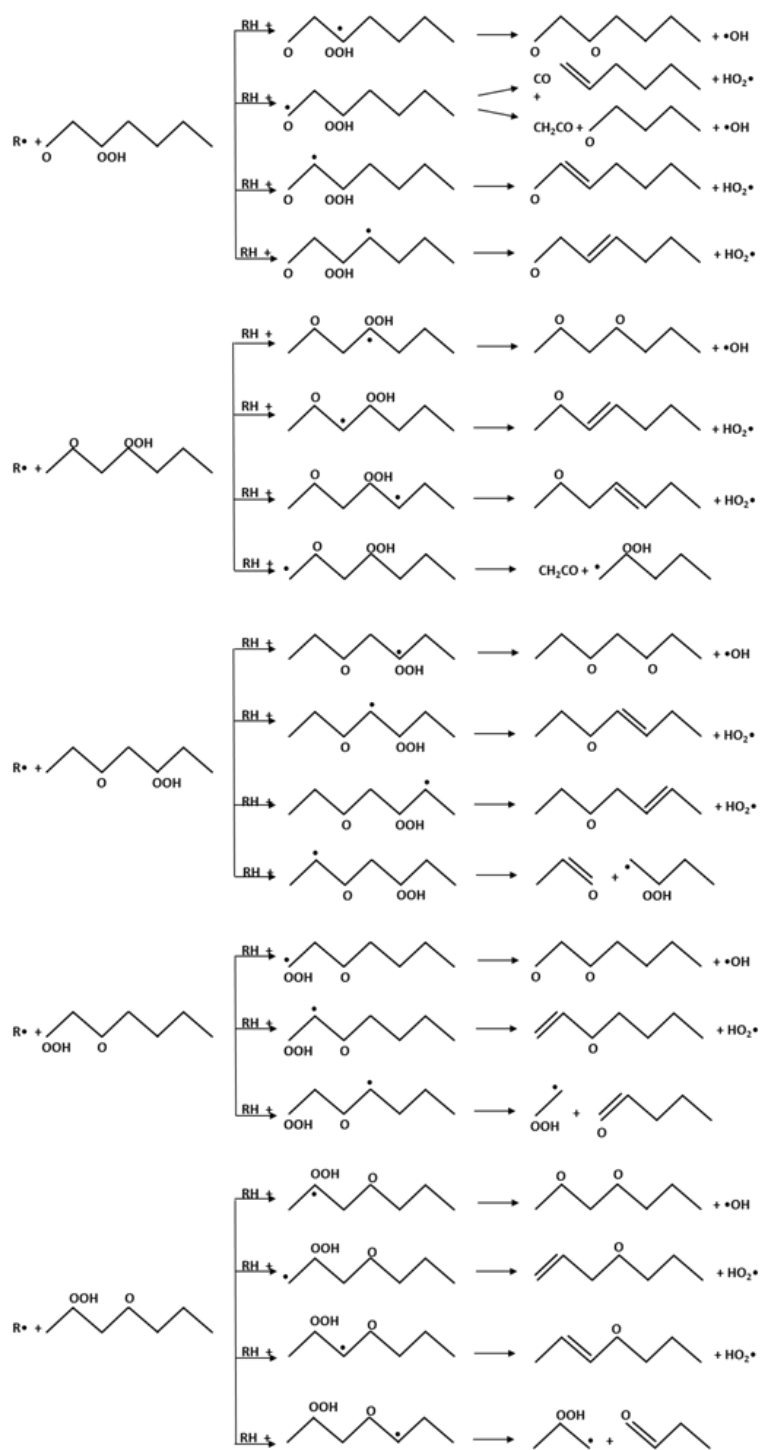 RH +
O OOH
O O
+ •OH
RH +
O OOH
CO
+ HO₂•
+
CH₂CO +
O
+ •OH
R• +
O OOH
RH +
O OOH
O
+ HO₂•
RH +
O OOH
O
+ HO₂•
RH +
O OOH
O O
+ •OH
RH +
O OOH
O
+ HO₂•
R• +
O OOH
RH +
O OOH
O
+ HO₂•
RH +
O OOH
CH₂CO +
OOH
RH +
O OOH
O O
+ •OH
RH +
O OOH
O
+ HO₂•
R• +
O OOH
RH +
O OOH
O
+ HO₂•
RH +
O OOH
O
+
OOH
RH +
OOH O
O O
+ •OH
R• +
OOH O
RH +
OOH O
O
+ HO₂•
RH +
OOH O
OOH
+
O
RH +
OOH O
O O
+ •OH
RH +
OOH O
O
+ HO₂•
R• +
OOH O
RH +
OOH O
O
+ HO₂•
RH +
OOH O
OOH
+
O